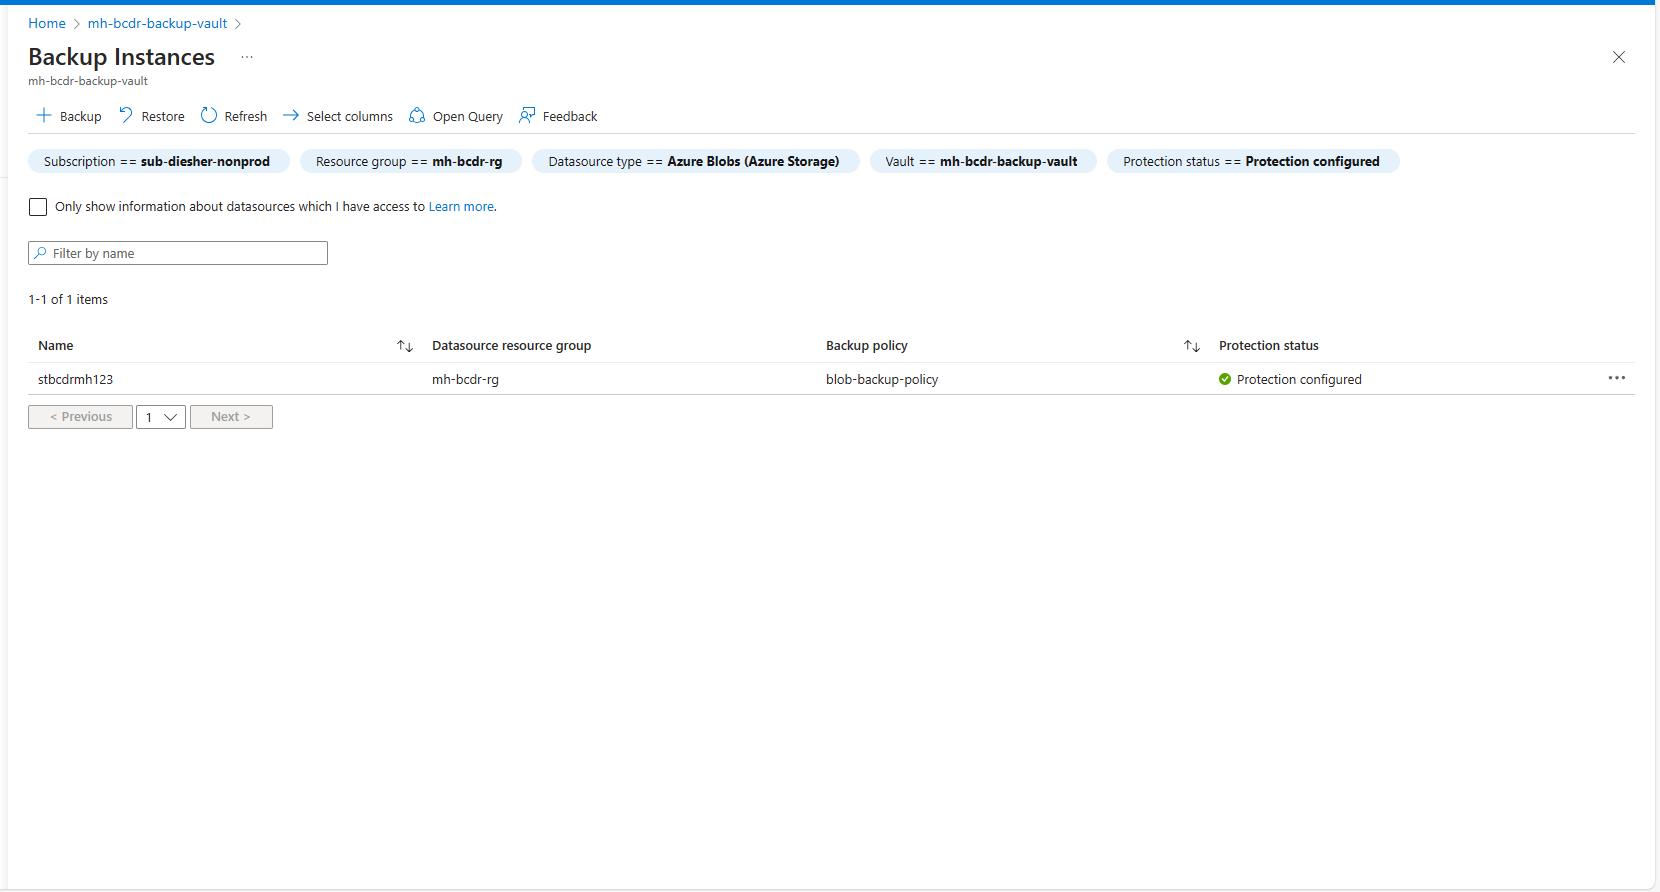 Home > mh-bcdr-backup-vault >
Backup Instances ...
mh-bcdr-backup-vault
Backup Restore Refresh Select columns Open Query Feedback
Subscription == sub-diesher-nonprod Resource group == mh-bcdr-rg Datasource type == Azure Blobs (Azure Storage) Vault == mh-bcdr-backup-vault Protection status == Protection configured
Only show information about datasources which I have access to Learn more.
Filter by name
1-1 of 1 items
Name Datasource resource group Backup policy Protection status
stbcdrmh123 mh-bcdr-rg blob-backup-policy Protection configured ...
< Previous 1 Next >